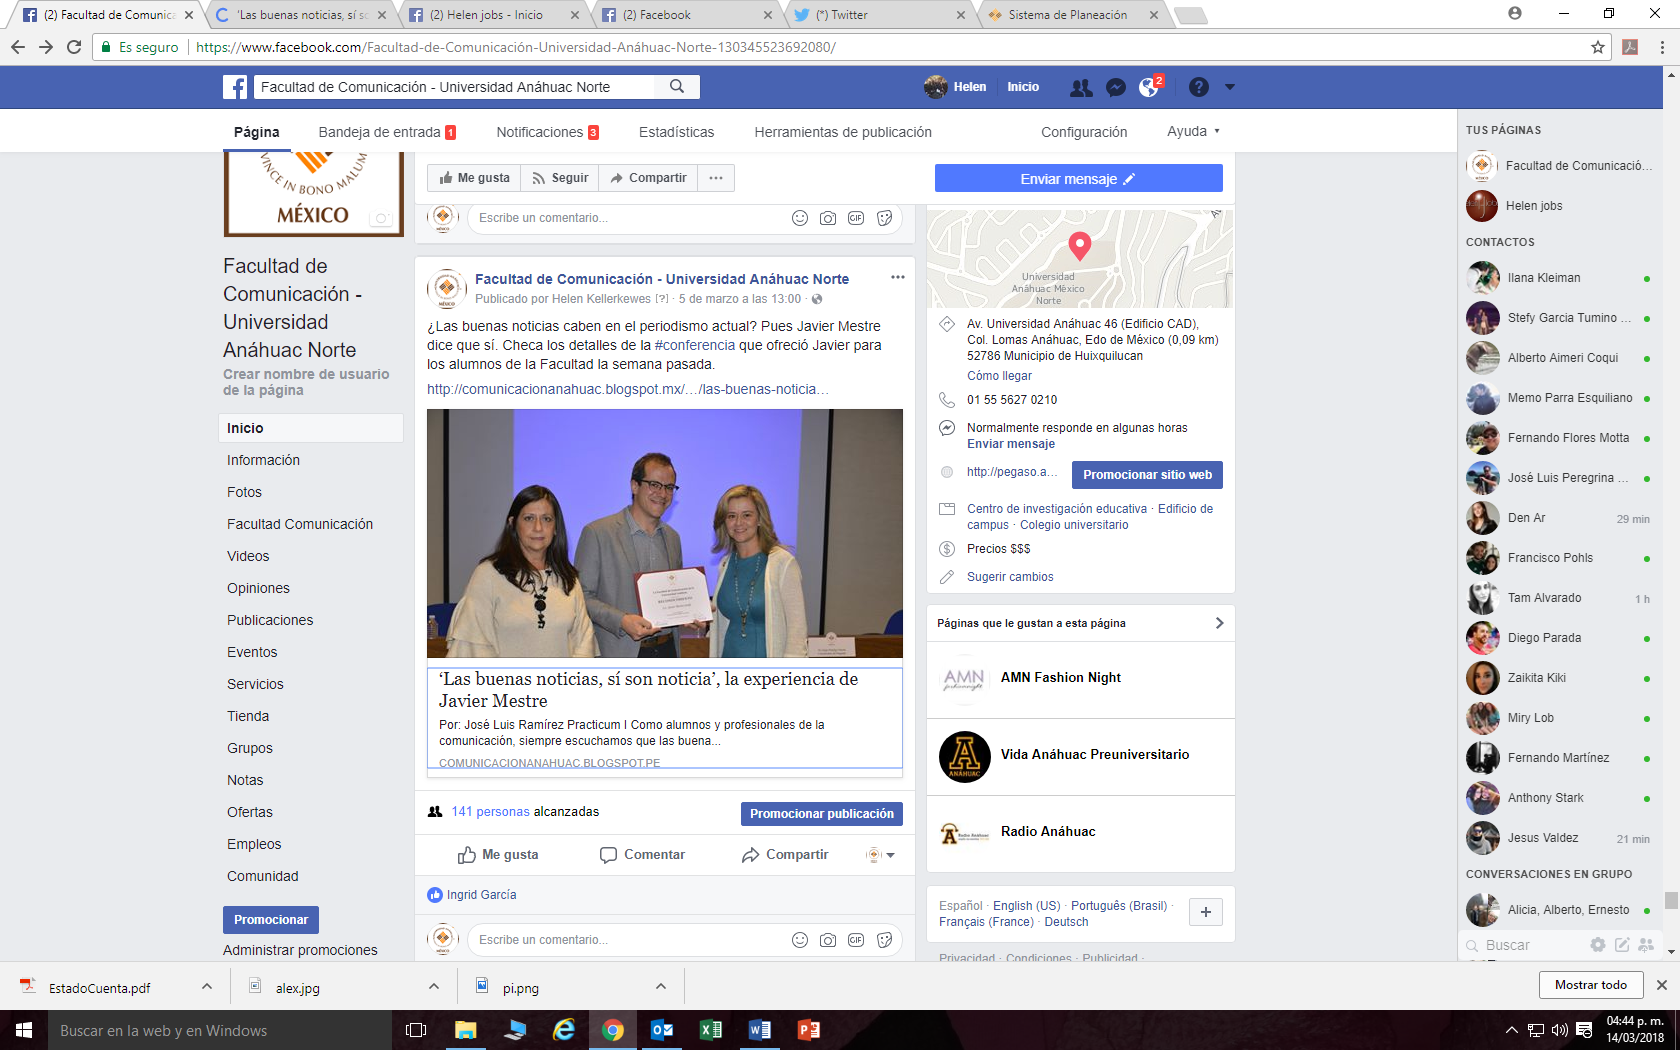 (2) Facultad de Comunica
'Las buenas noticias, sí so
(2) Helen jobs - Inicio
(2) Facebook
(*) Twitter
Sistema de Planeación
Es seguro
https://www.facebook.com/Facultad-de-Comunicación-Universidad-Anáhuac-Norte-130345523692080/
Facultad de Comunicación - Universidad Anáhuac Norte
Helen
Inicio
2
Página
Bandeja de entrada 1
Notificaciones 3
Estadísticas
Herramientas de publicación
Configuración
Ayuda
VINCE IN BONO MALUM
MÉXICO
Facultad de
Comunicación -
Universidad
Anáhuac Norte
Crear nombre de usuario
de la página
Inicio
Información
Fotos
Facultad Comunicación
Videos
Opiniones
Publicaciones
Eventos
Servicios
Tienda
Grupos
Notas
Ofertas
Empleos
Comunidad
Promocionar
Administrar promociones
Me gusta
Seguir
Compartir
···
Enviar mensaje
Escribe un comentario...
GIF
Facultad de Comunicación - Universidad Anáhuac Norte
Publicado por Helen Kellerkewes [?] · 5 de marzo a las 13:00 ·
¿Las buenas noticias caben en el periodismo actual? Pues Javier Mestre
dice que sí. Checa los detalles de la #conferencia que ofreció Javier para
los alumnos de la Facultad la semana pasada.
http://comunicacionanahuac.blogspot.mx/…/las-buenas-noticia…
‘Las buenas noticias, sí son noticia’, la experiencia de
Javier Mestre
Por: José Luis Ramírez Practicum I Como alumnos y profesionales de la
comunicación, siempre escuchamos que las buena...
COMUNICACIONANAHUAC.BLOGSPOT.PE
141 personas alcanzadas
Promocionar publicación
Me gusta
Comentar
Compartir
Ingrid García
Escribe un comentario...
GIF
Universidad
Anáhuac México
Norte
Av. Universidad Anáhuac 46 (Edificio CAD),
Col. Lomas Anáhuac, Edo de México (0,09 km)
52786 Municipio de Huixquilucan
Cómo llegar
01 55 5627 0210
Normalmente responde en algunas horas
Enviar mensaje
http://pegaso.a...
Promocionar sitio web
Centro de investigación educativa · Edificio de
campus · Colegio universitario
Precios $$$
Sugerir cambios
Páginas que le gustan a esta página
AMN
AMN Fashion Night
ANÁHUAC
Vida Anáhuac Preuniversitario
Radio Anáhuac
Radio Anáhuac
Español · English (US) · Português (Brasil) ·
Français (France) · Deutsch
Privacidad · Condiciones · Publicidad ·
TUS PÁGINAS
Facultad de Comunicació...
Helen jobs
CONTACTOS
Ilana Kleiman
Stefy Garcia Tumino ...
Alberto Aimeri Coqui
Memo Parra Esquiliano
Fernando Flores Motta
José Luis Peregrina ...
Den Ar 29 min
Francisco Pohls
Tam Alvarado 1 h
Diego Parada
Zaikita Kiki
Miry Lob
Fernando Martínez
Anthony Stark
Jesus Valdez 21 min
CONVERSACIONES EN GRUPO
Alicia, Alberto, Ernesto
Buscar
EstadoCuenta.pdf
alex.jpg
pi.png
Mostrar todo
Buscar en la web y en Windows
04:44 p. m.
14/03/2018